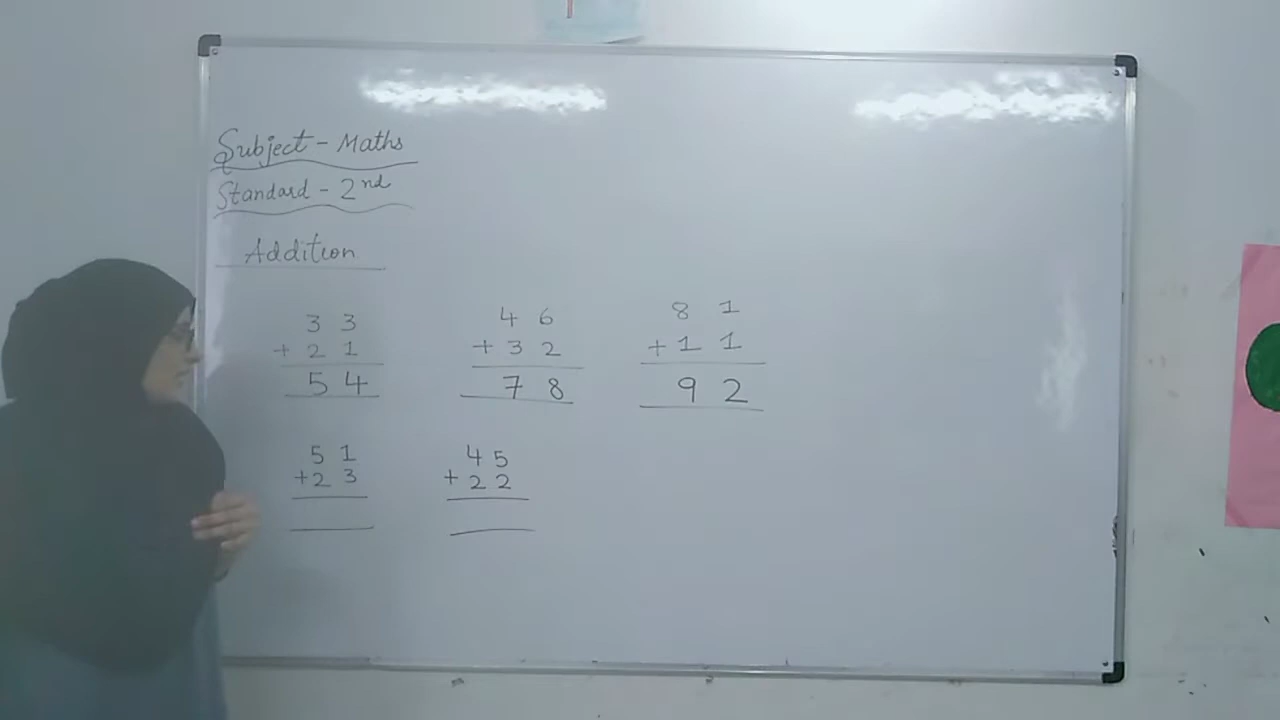 Subject - Maths
Standard - 2nd
Addition
3 3
+ 2 1
5 4
4 6
+ 3 2
7 8
8 1
+ 1 1
9 2
5 1
+ 2 3
4 5
+ 2 2